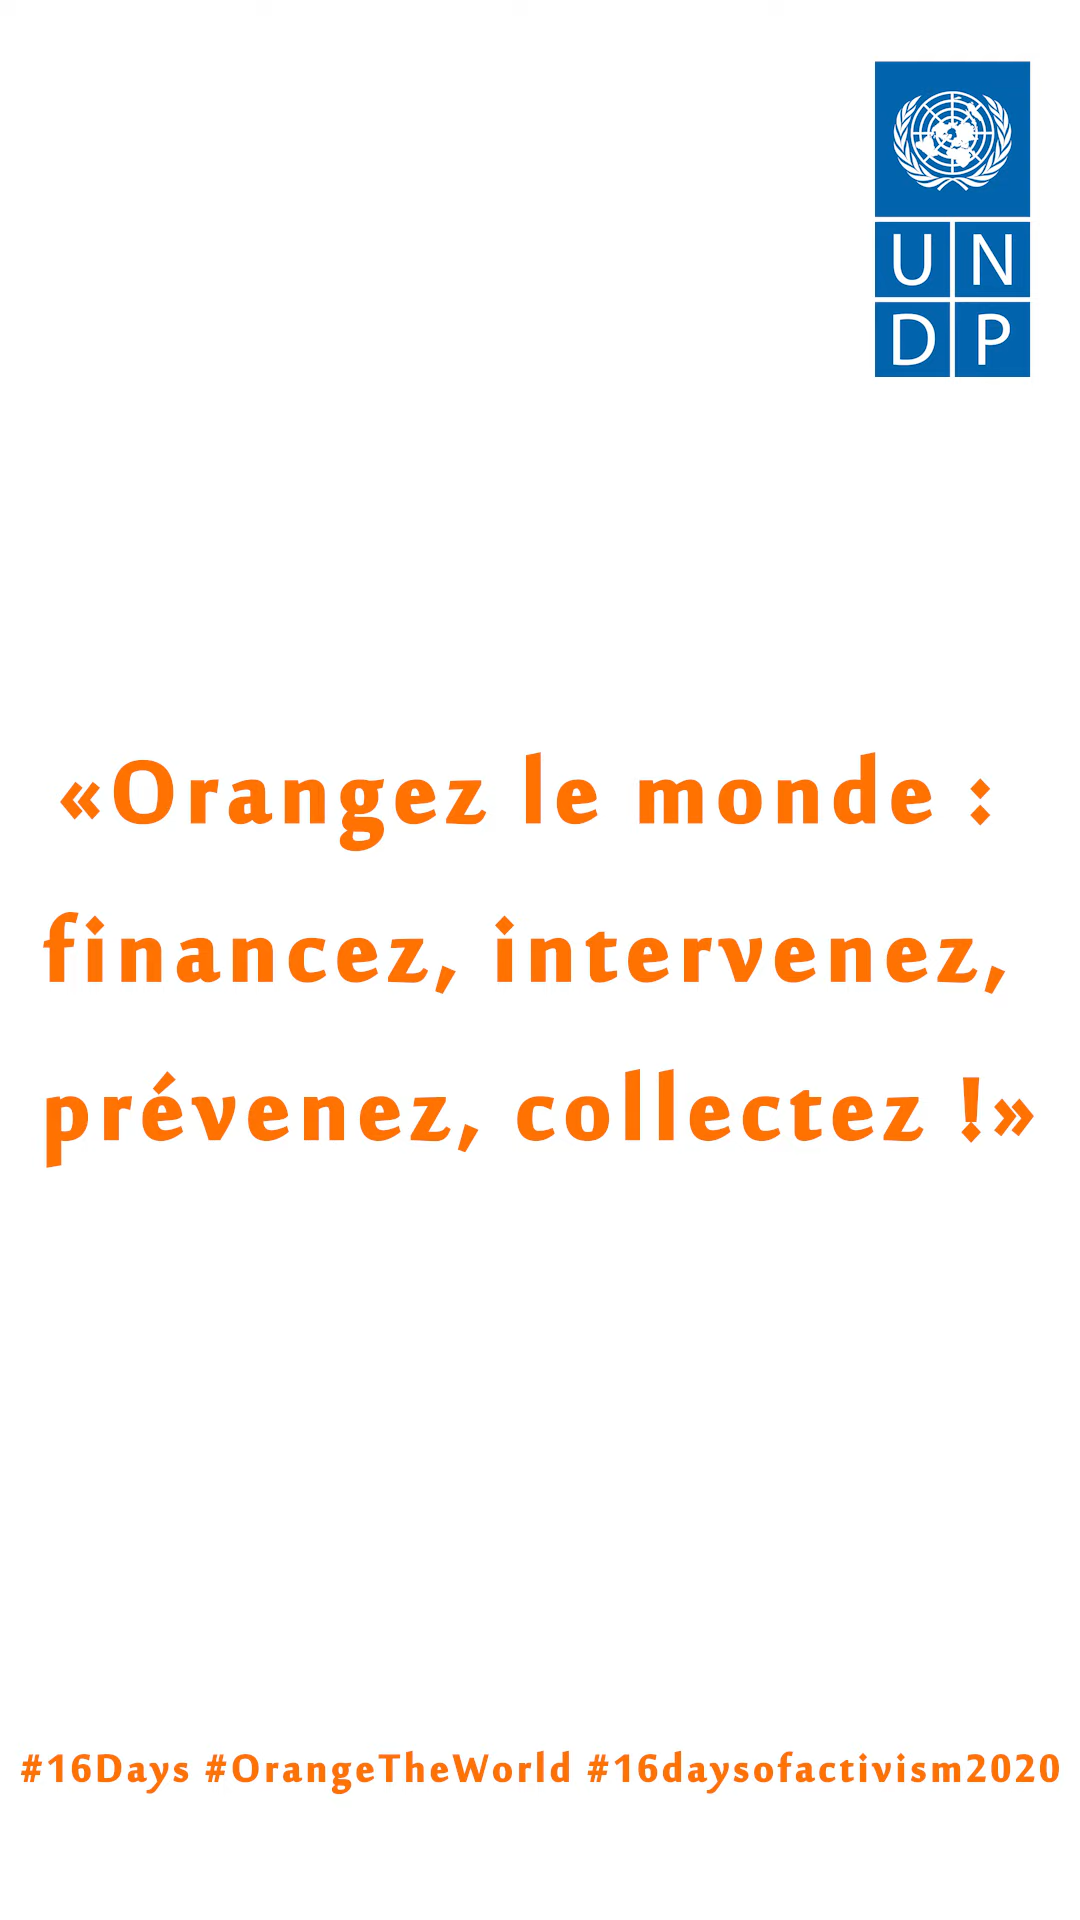 U N
D P
«Orangez le monde :
financez, intervenez,
prévenez, collectez !»
#16Days #OrangeTheWorld #16daysofactivism2020